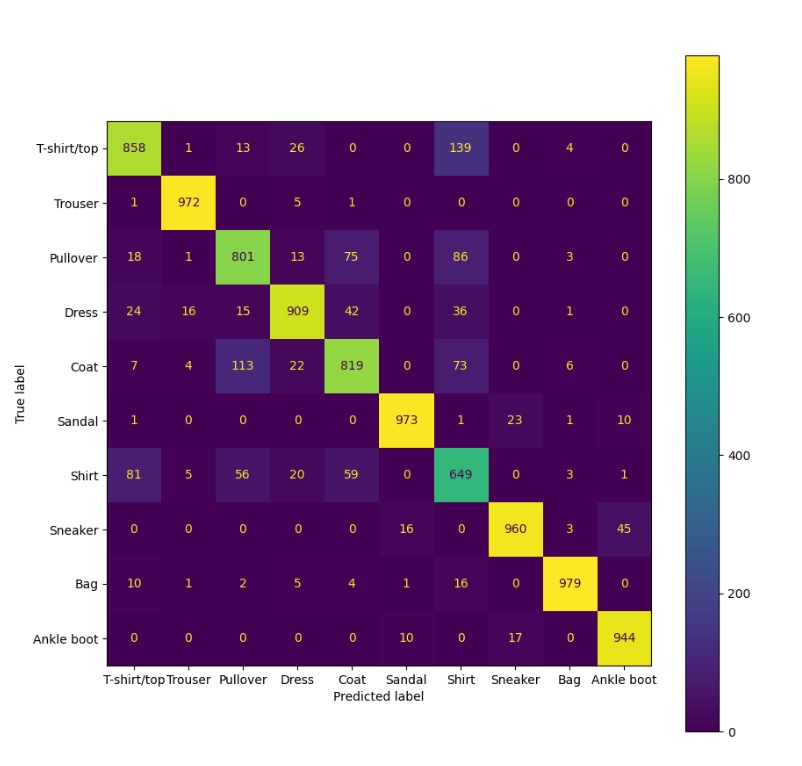 T-shirt/top 858 1 13 26 0 0 139 0 4 0
Trouser 1 972 0 5 1 0 0 0 0 0
Pullover 18 1 801 13 75 0 86 0 3 0
Dress 24 16 15 909 42 0 36 0 1 0
Coat 7 4 113 22 819 0 73 0 6 0
Sandal 1 0 0 0 0 973 1 23 1 10
Shirt 81 5 56 20 59 0 649 0 3 1
Sneaker 0 0 0 0 0 16 0 960 3 45
Bag 10 1 2 5 4 1 16 0 979 0
Ankle boot 0 0 0 0 0 10 0 17 0 944
T-shirt/top Trouser Pullover Dress Coat Sandal Shirt Sneaker Bag Ankle boot
Predicted label
True label
800
600
400
200
0